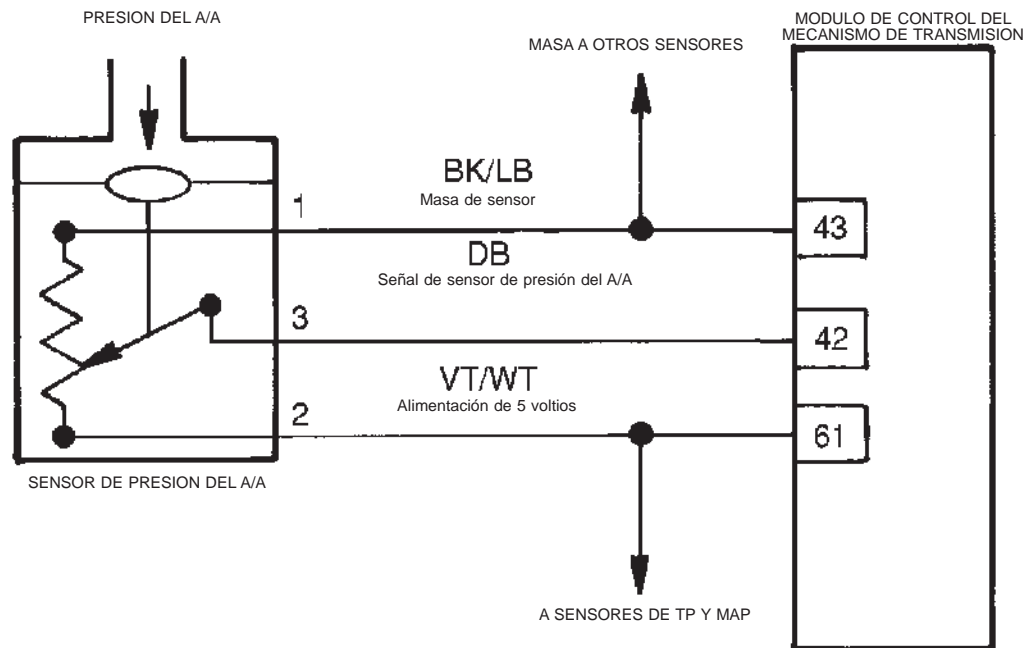 PRESION DEL A/A
MODULO DE CONTROL DEL
MECANISMO DE TRANSMISION
MASA A OTROS SENSORES
BK/LB
Masa de sensor
1
43
DB
Señal de sensor de presión del A/A
3
42
VT/WT
Alimentación de 5 voltios
2
61
SENSOR DE PRESION DEL A/A
A SENSORES DE TP Y MAP